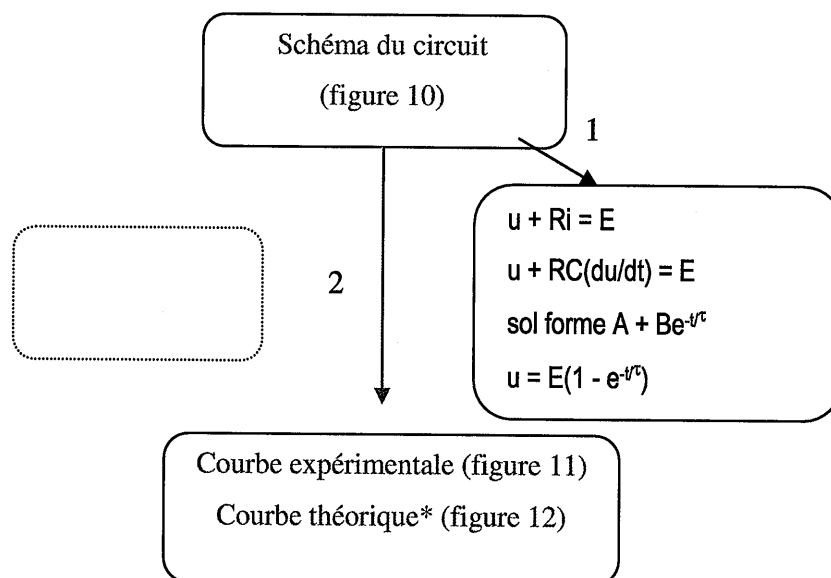 Schéma du circuit
(figure 10)
1
u + Ri = E
u + RC(du/dt) = E
2
sol forme A + Be^-t/τ
u = E(1 - e^-t/τ)
Courbe expérimentale (figure 11)
Courbe théorique* (figure 12)